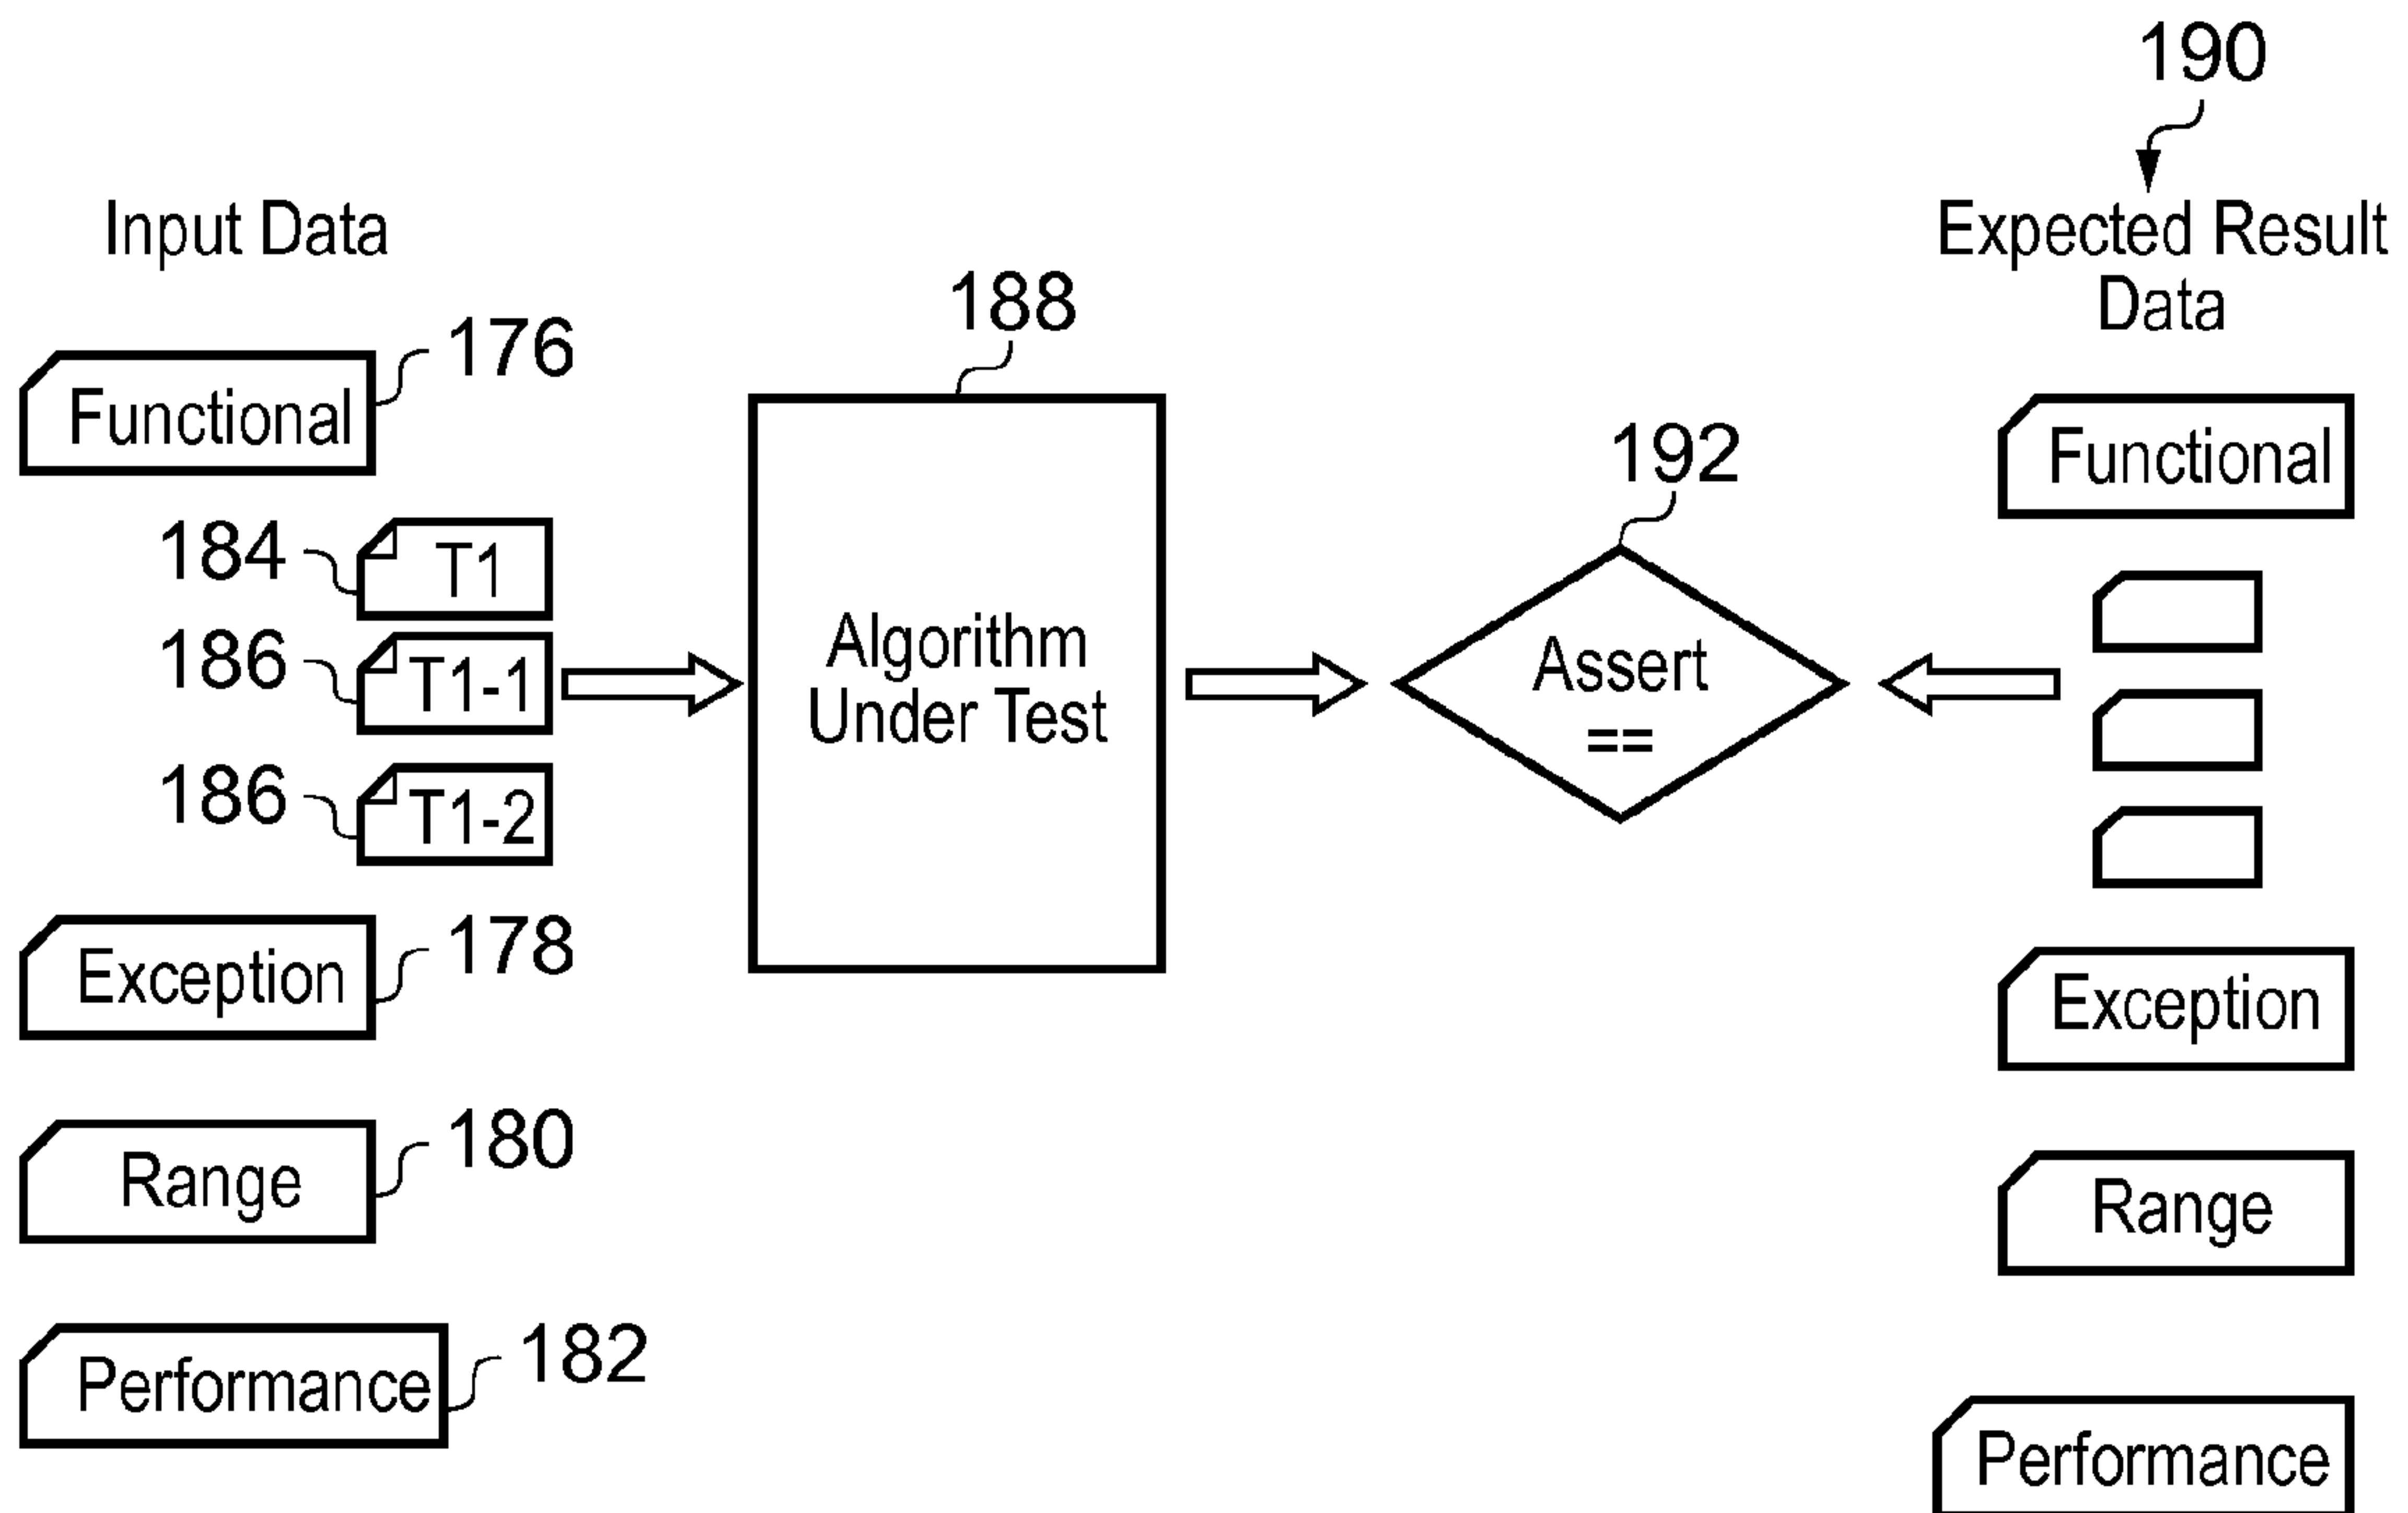 190
Input Data
Expected Result
Data
188
176
Functional
192
Functional
184
T1
186
T1-1
186
T1-2
Algorithm
Under Test
Assert
==
178
Exception
Exception
180
Range
Range
182
Performance
Performance